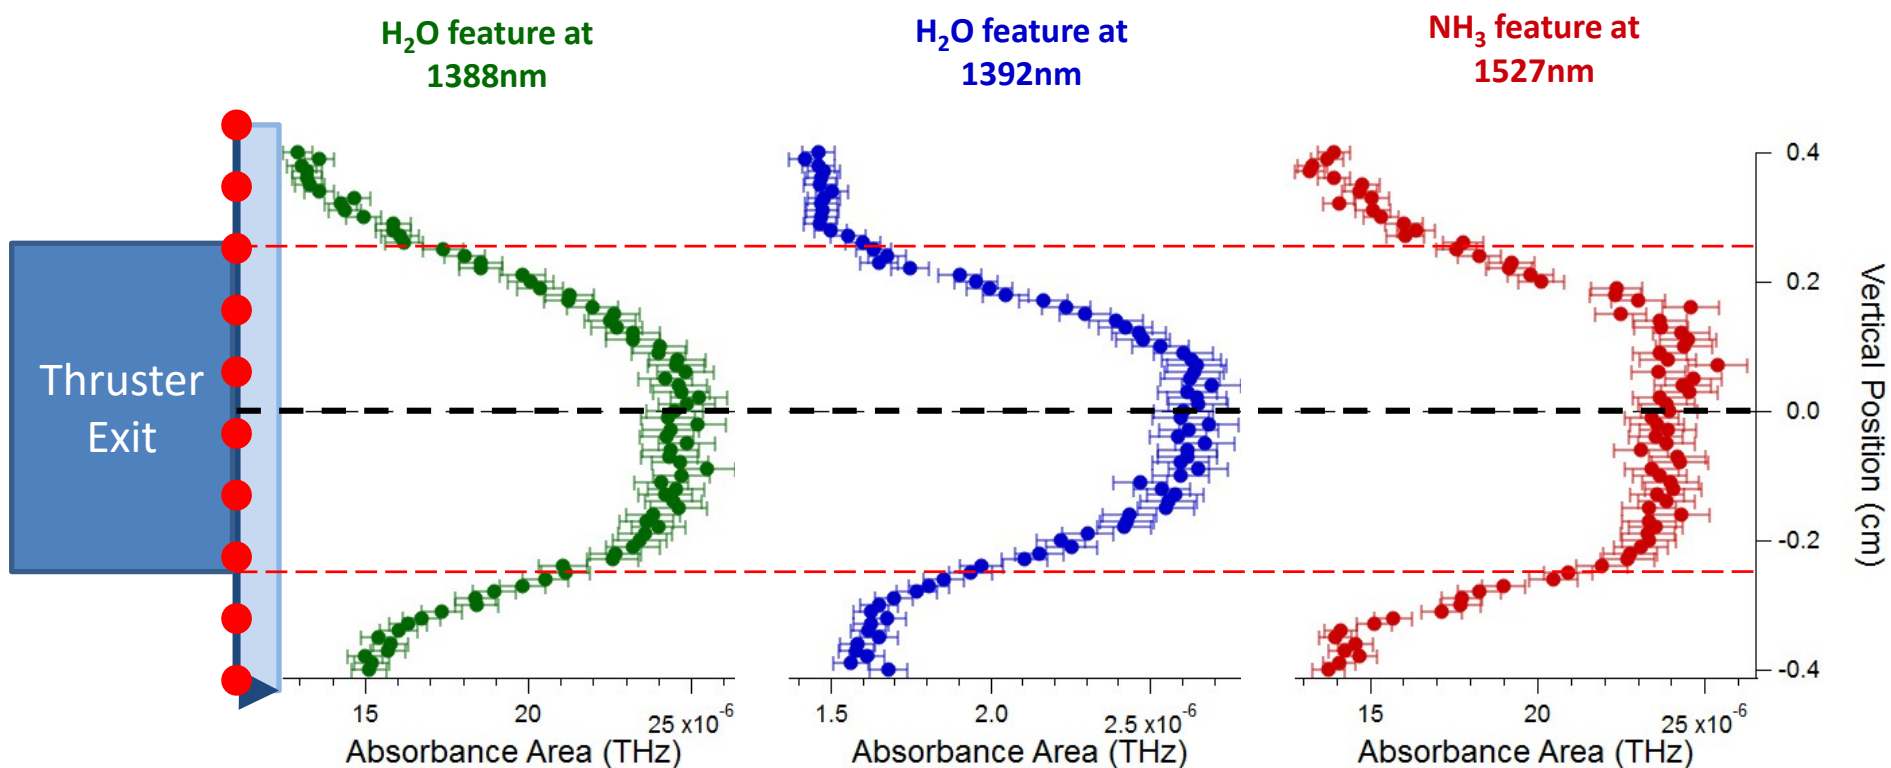 H₂O feature at
1388nm
H₂O feature at
1392nm
NH₃ feature at
1527nm
Thruster
Exit
0.4
0.2
0.0
-0.2
-0.4
Vertical Position (cm)
15 20 25 x10⁻⁶
Absorbance Area (THz)
1.5 2.0 2.5 x10⁻⁶
Absorbance Area (THz)
15 20 25 x10⁻⁶
Absorbance Area (THz)